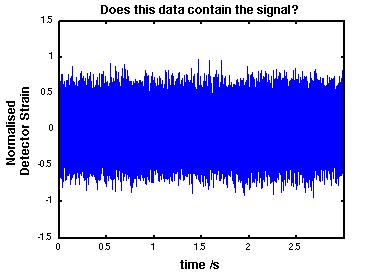 Does this data contain the signal?
1.5
1
0.5
0
-0.5
-1
-1.5
Normalised
Detector Strain
0 0.5 1 1.5 2 2.5
time /s